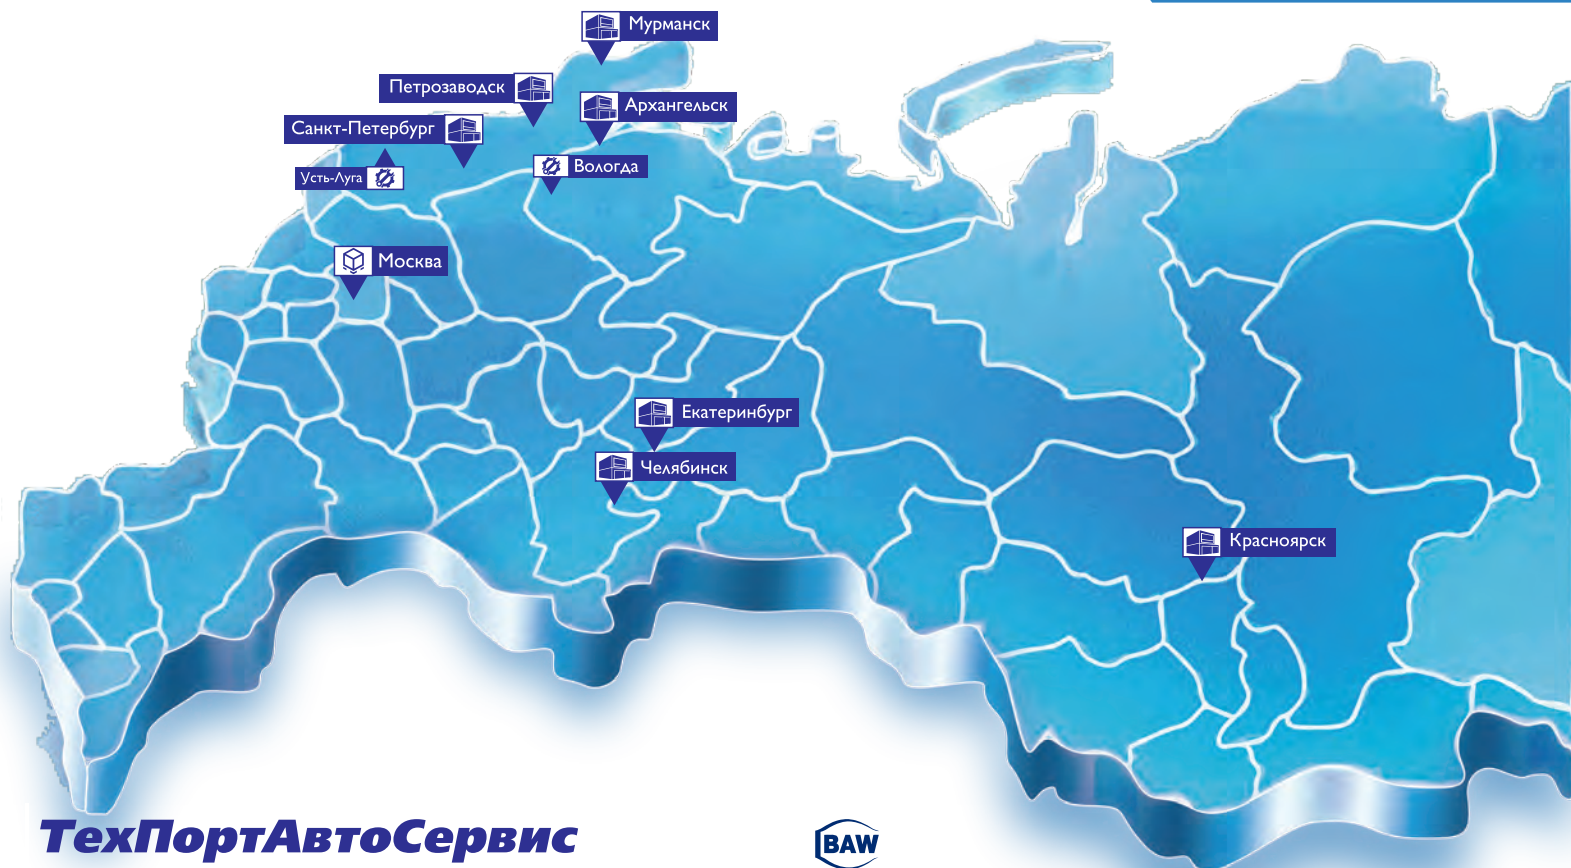 Мурманск
Петрозаводск
Архангельск
Санкт-Петербург
Вологда
Усть-Луга
Москва
Екатеринбург
Челябинск
Красноярск
ТехПортАвтоСервис
BAW